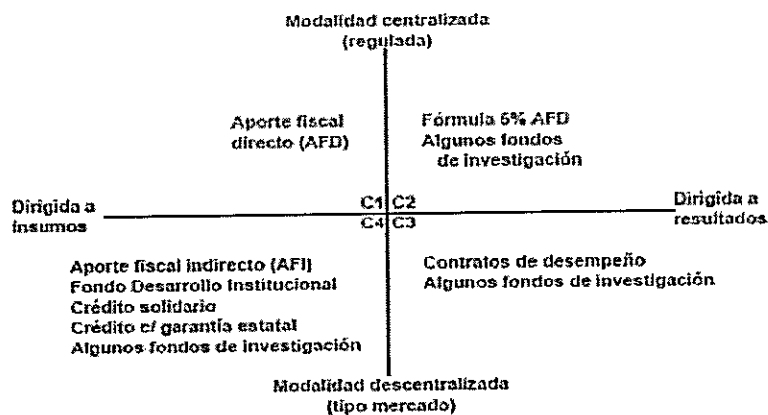 Modalidad centralizada
(regulada)
Aporte fiscal
directo (AFD)
Fórmula 5% AFD
Algunos fondos
de investigación
Dirigida a
insumos
C1 C2
C4 C3
Dirigida a
resultados
Aporte fiscal indirecto (AFI)
Fondo Desarrollo Institucional
Crédito solidario
Crédito c/ garantía estatal
Algunos fondos de investigación
Contratos de desempeño
Algunos fondos de investigación
Modalidad descentralizada
(tipo mercado)